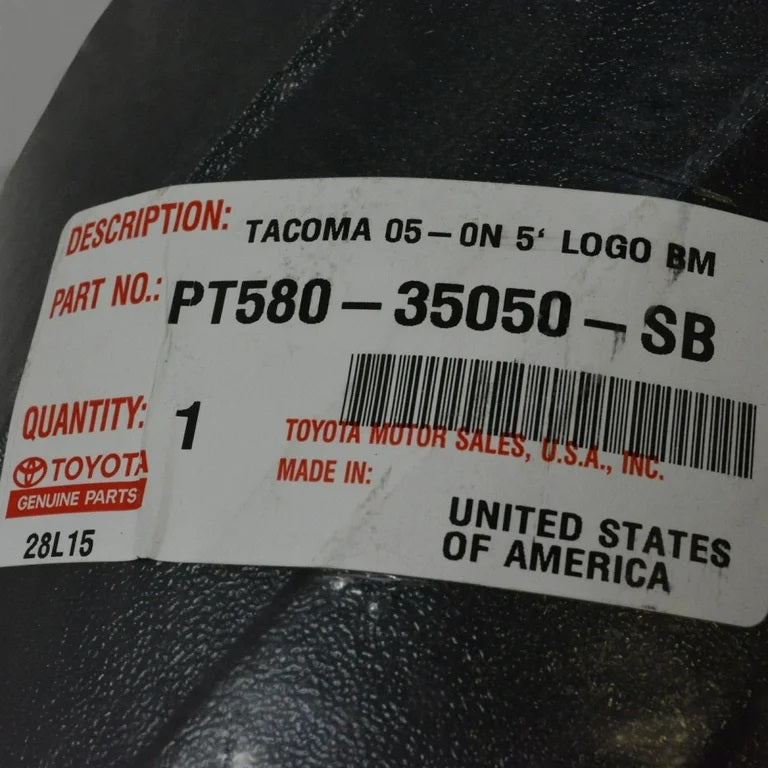 DESCRIPTION: TACOMA 05-ON 5' LOGO BM
PART NO.: PT580-35050-SB
QUANTITY: 1
TOYOTA MOTOR SALES, U.S.A., INC.
TOYOTA
MADE IN:
GENUINE PARTS
UNITED STATES
OF AMERICA
28L15